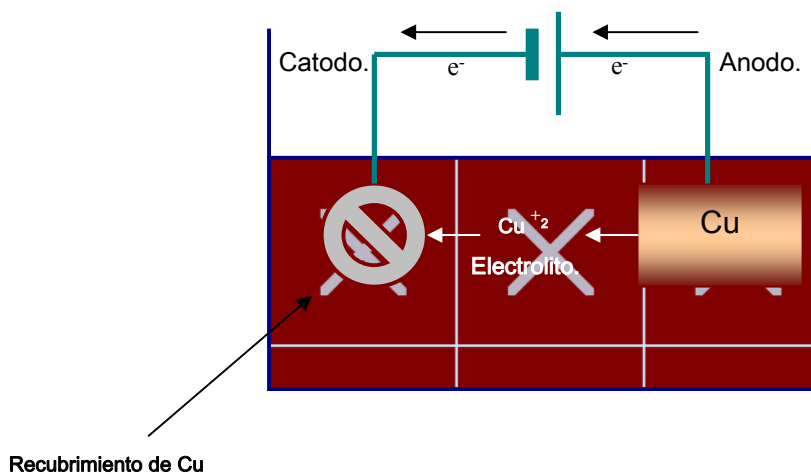 Catodo.
e-
e-
Anodo.
Cu +2
Electrolito.
Cu
Recubrimiento de Cu